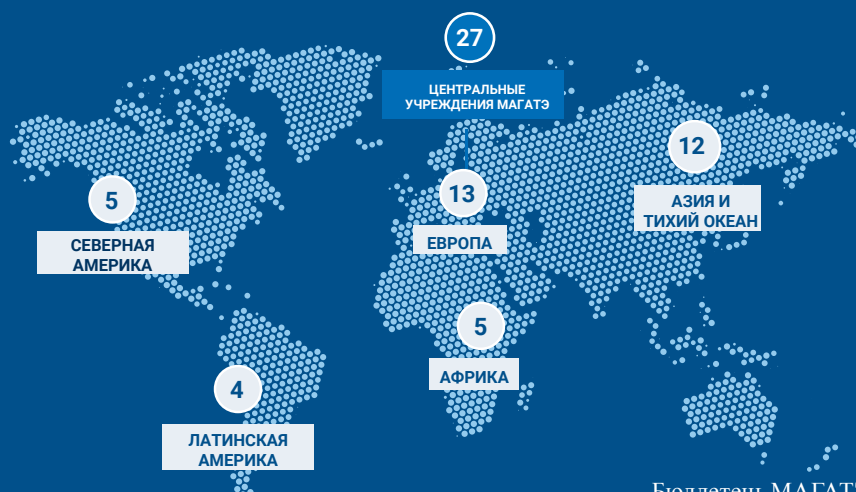 27
ЦЕНТРАЛЬНЫЕ
УЧРЕЖДЕНИЯ МАГАТЭ
12
АЗИЯ И
ТИХИЙ ОКЕАН
13
ЕВРОПА
5
СЕВЕРНАЯ
АМЕРИКА
5
АФРИКА
4
ЛАТИНСКАЯ
АМЕРИКА